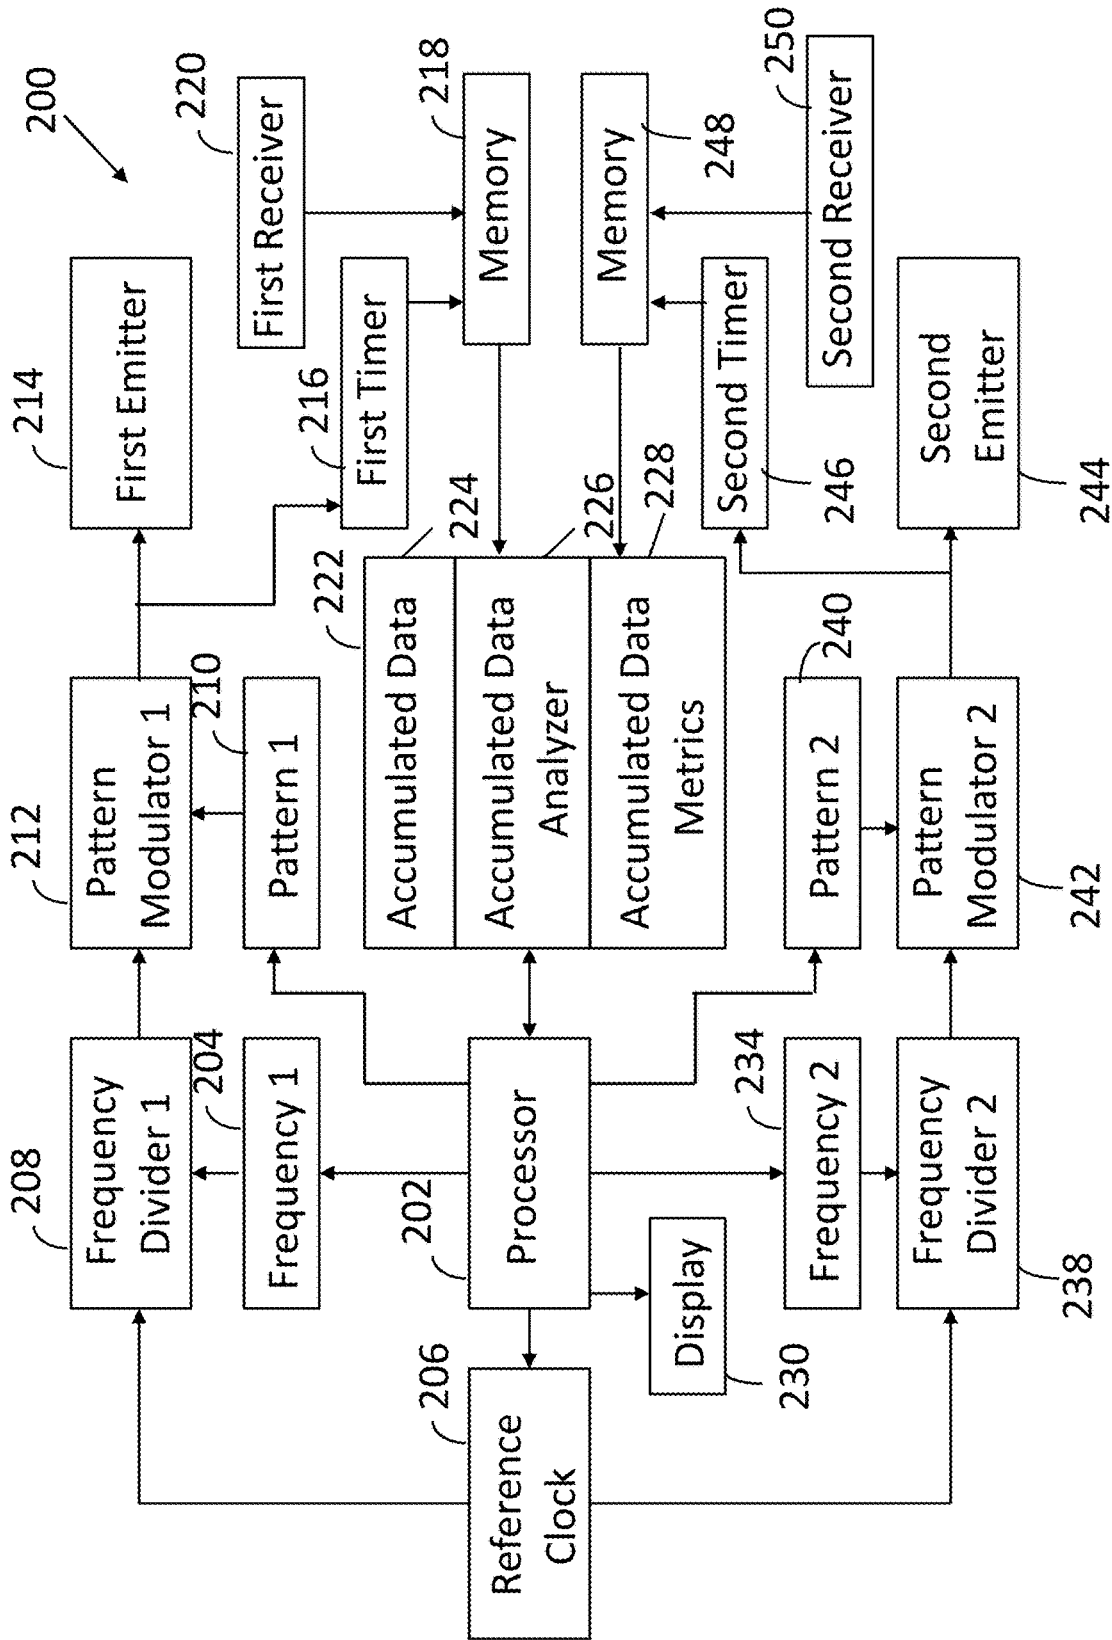 200
214
First Emitter
220
First Receiver
212
Pattern
Modulator 1
216
First Timer
218
Memory
208
Frequency
Divider 1
210
Pattern 1
204
Frequency 1
222
224
Accumulated Data
226
Accumulated Data
Analyzer
228
Accumulated Data
Metrics
Memory
248
202
Processor
206
Reference
Clock
Display
230
234
Frequency 2
240
Pattern 2
Second Timer
246
Second Receiver
250
Frequency
Divider 2
238
Pattern
Modulator 2
242
Second
Emitter
244